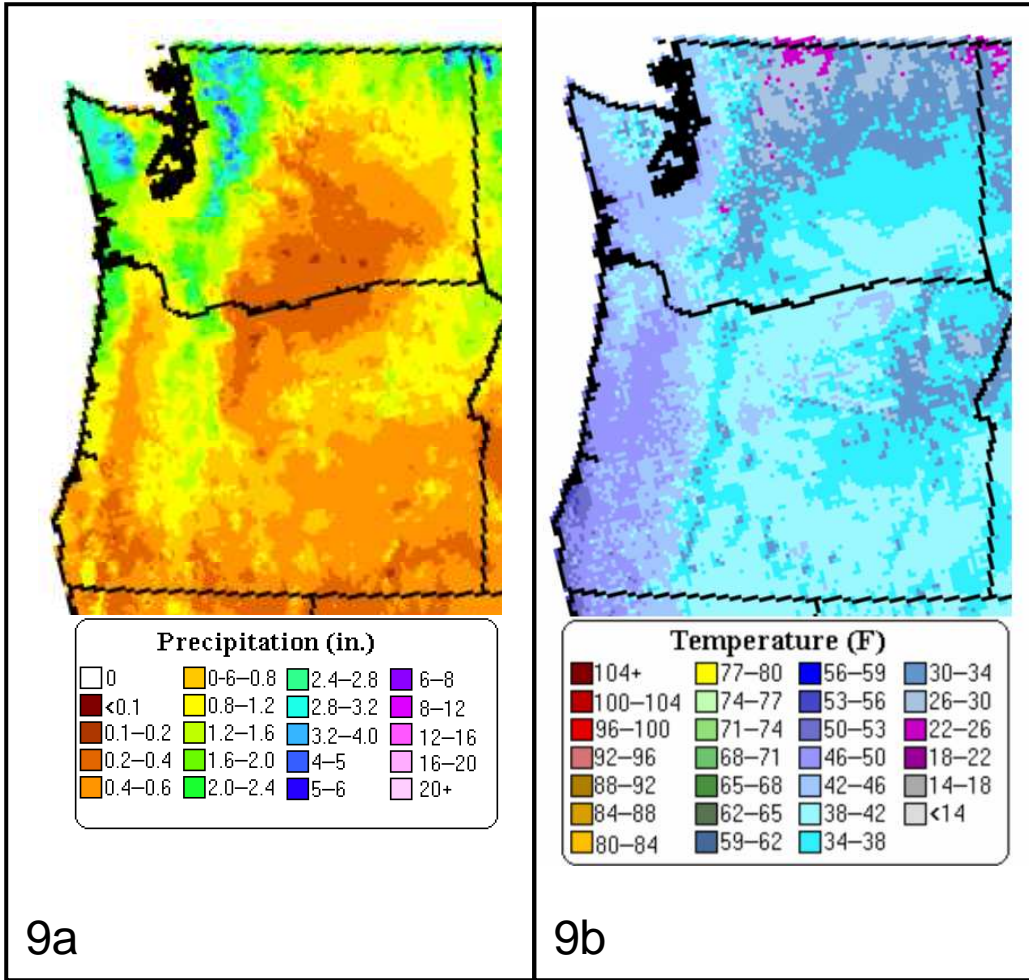 Precipitation (in.)
0 0-6-0.8 2.4-2.8 6-8
<0.1 0.8-1.2 2.8-3.2 8-12
0.1-0.2 1.2-1.6 3.2-4.0 12-16
0.2-0.4 1.6-2.0 4-5 16-20
0.4-0.6 2.0-2.4 5-6 20+
9a
Temperature (F)
104+ 77-80 56-59 30-34
100-104 74-77 53-56 26-30
96-100 71-74 50-53 22-26
92-96 68-71 46-50 18-22
88-92 65-68 42-46 14-18
84-88 62-65 38-42 <14
80-84 59-62 34-38
9b